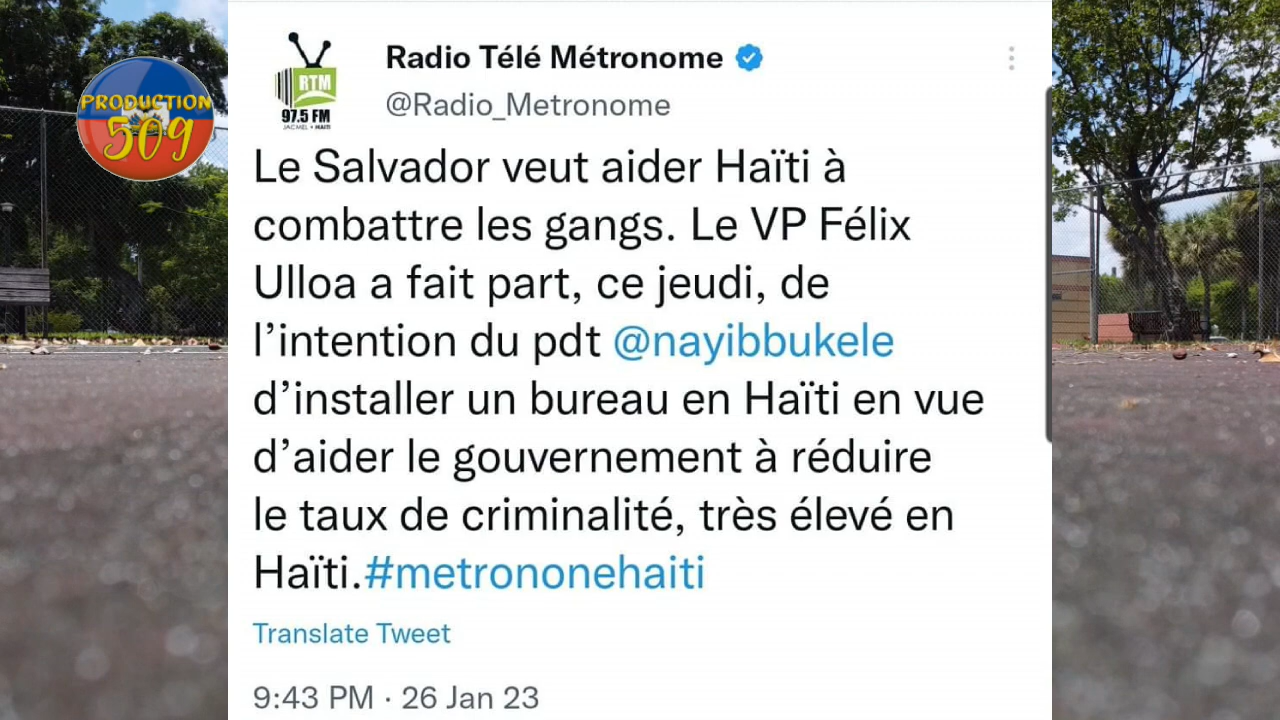 PRODUCTION
509
RTM
97.5 FM
JACMEL • HAITI
Radio Télé Métronome
@Radio_Metronome
Le Salvador veut aider Haïti à
combattre les gangs. Le VP Félix
Ulloa a fait part, ce jeudi, de
l’intention du pdt @nayibbukele
d’installer un bureau en Haïti en vue
d’aider le gouvernement à réduire
le taux de criminalité, très élevé en
Haïti.#metrononehaiti
Translate Tweet
9:43 PM · 26 Jan 23